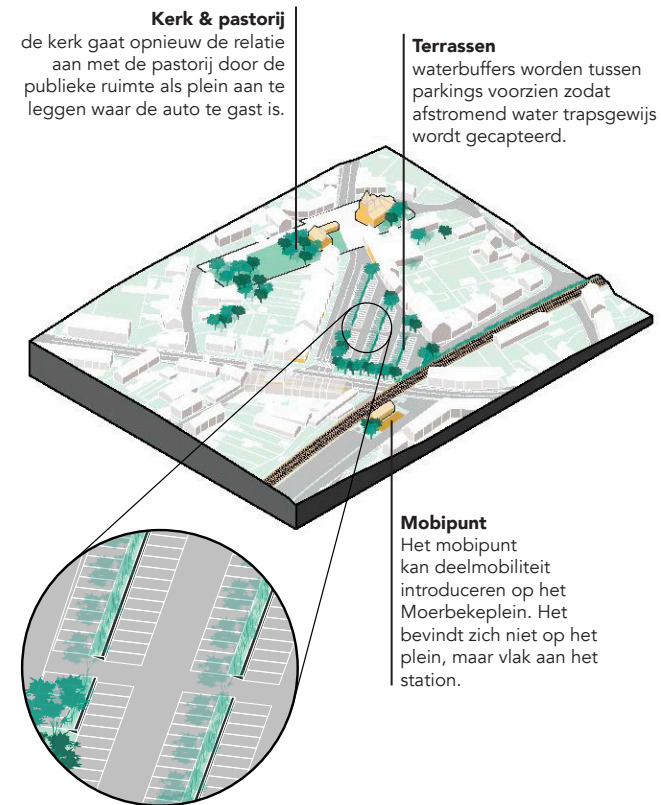 Kerk & pastorij
de kerk gaat opnieuw de relatie
aan met de pastorij door de
publieke ruimte als plein aan te
leggen waar de auto te gast is.
Terrassen
waterbuffers worden tussen
parkings voorzien zodat
afstromend water trapsgewijs
wordt gecapteerd.
Mobipunt
Het mobipunt
kan deelmobiliteit
introduceren op het
Moerbekeplein. Het
bevindt zich niet op het
plein, maar vlak aan het
station.